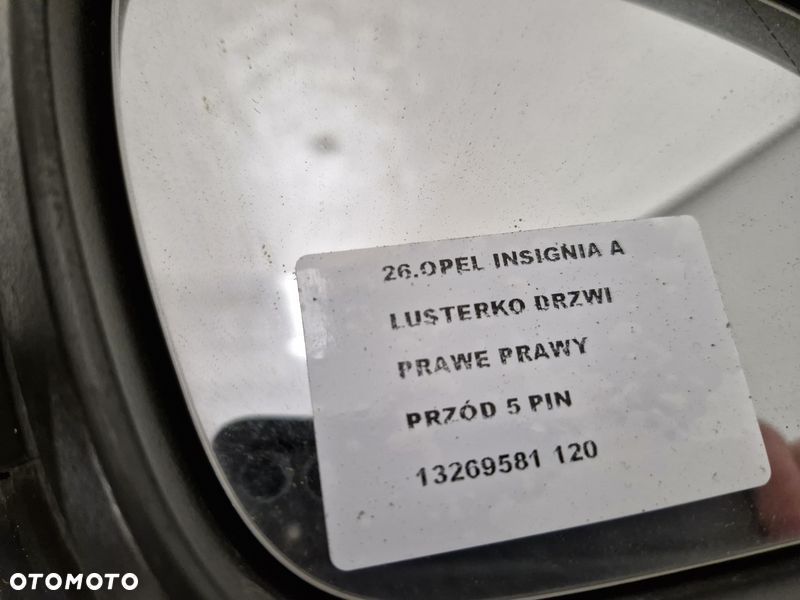 26.OPEL INSIGNIA A
LUSTERKO DRZWI
PRAWE PRAWY
PRZÓD 5 PIN
13269581 120
OTOMOTO